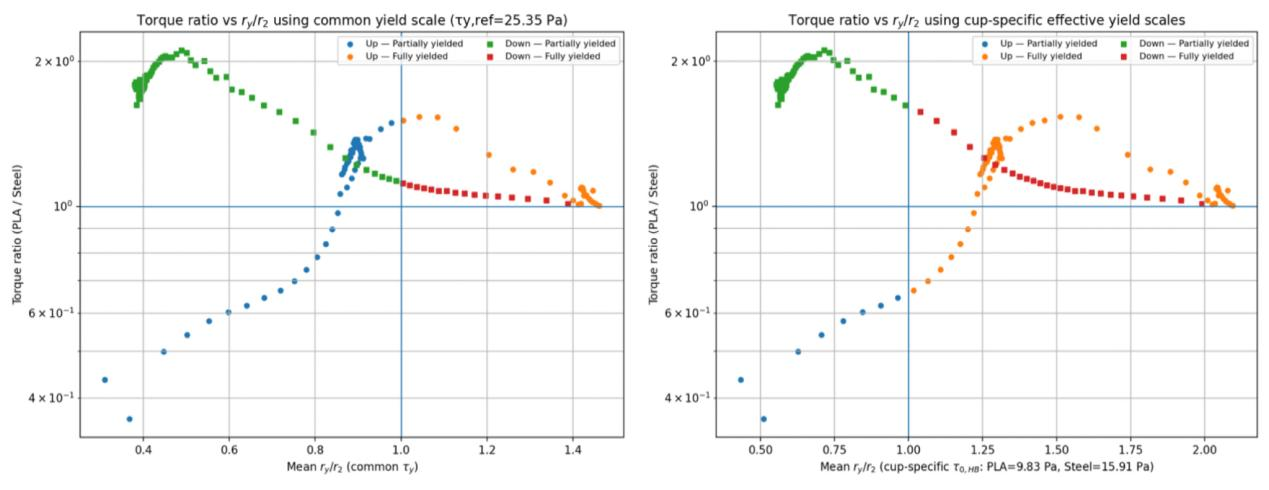 Torque ratio vs r_y/r_2 using common yield scale (τy,ref=25.35 Pa)
Up — Partially yielded
Up — Fully yielded
Down — Partially yielded
Down — Fully yielded
Torque ratio (PLA / Steel)
2 × 10⁰
10⁰
6 × 10⁻¹
4 × 10⁻¹
0.4 0.6 0.8 1.0 1.2 1.4
Mean r_y/r_2 (common τ_y)
Torque ratio vs r_y/r_2 using cup-specific effective yield scales
Up — Partially yielded
Up — Fully yielded
Down — Partially yielded
Down — Fully yielded
Torque ratio (PLA / Steel)
2 × 10⁰
10⁰
6 × 10⁻¹
4 × 10⁻¹
0.50 0.75 1.00 1.25 1.50 1.75 2.00
Mean r_y/r_2 (cup-specific τ_0,HB: PLA=9.83 Pa, Steel=15.91 Pa)